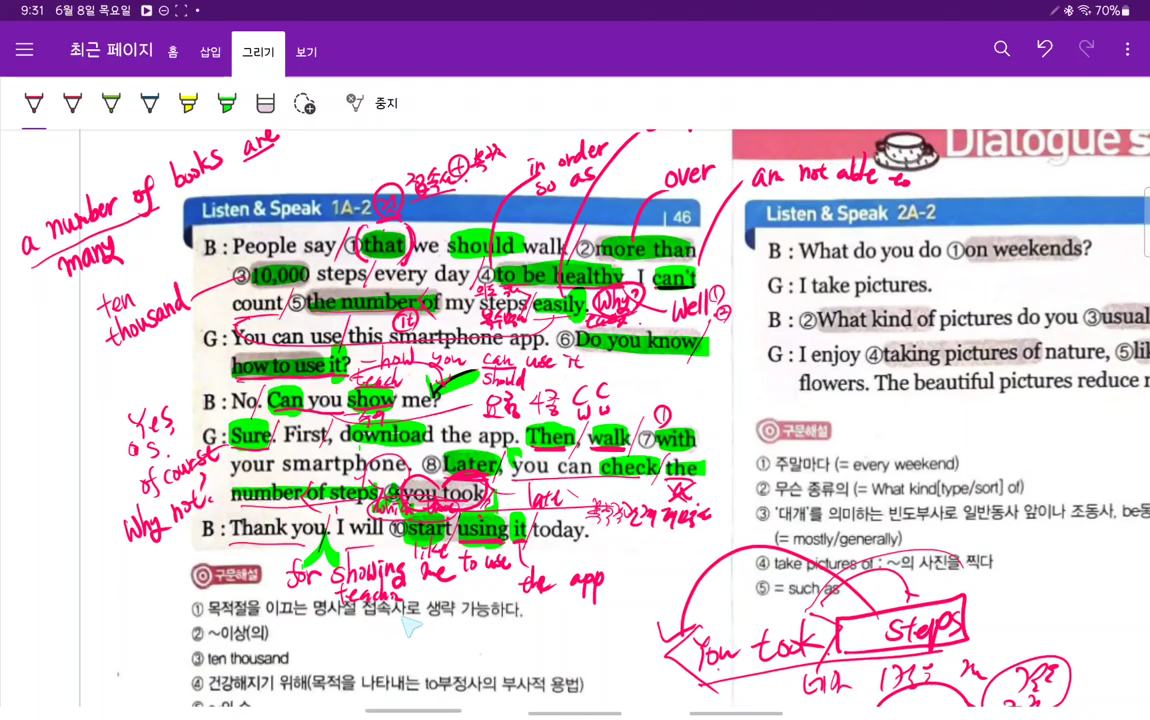 9:31 6월 8일 목요일
70%
최근 페이지 홈 삽입 그리기 보기
중지
a number of books are
many
in order
so as
over
am not able to
Dialogue S
Listen & Speak 1A-2
46
B : People say ①that we should walk ②more than
③10,000 steps every day ④to be healthy. I can't
count ⑤the number of my steps easily. Why?
Well
ten
thousand
it
G : You can use this smartphone app. ⑥Do you know
how to use it?
how you can use it
should
teach
B : No. Can you show me?
G : Sure. First, download the app. Then, walk ⑦with
your smartphone. ⑧Later, you can check the
number of steps ⑨you took.
Yes,
of course
Why not
B : Thank you. I will ⑩start using it today.
for showing me
to use
the app
구문해설
① 목적절을 이끄는 명사절 접속사로 생략 가능하다.
② ~이상(의)
③ ten thousand
④ 건강해지기 위해(목적을 나타내는 to부정사의 부사적 용법)
Listen & Speak 2A-2
B : What do you do ①on weekends?
G : I take pictures.
B : ②What kind of pictures do you ③usual
G : I enjoy ④taking pictures of nature, ⑤lik
flowers. The beautiful pictures reduce
구문해설
① 주말마다 (= every weekend)
② 무슨 종류의 (= What kind[type/sort] of)
③ '대개'를 의미하는 빈도부사로 일반동사 앞이나 조동사, be동
(= mostly/generally)
④ take pictures of : ~의 사진을 찍다
⑤ = such as
You took steps